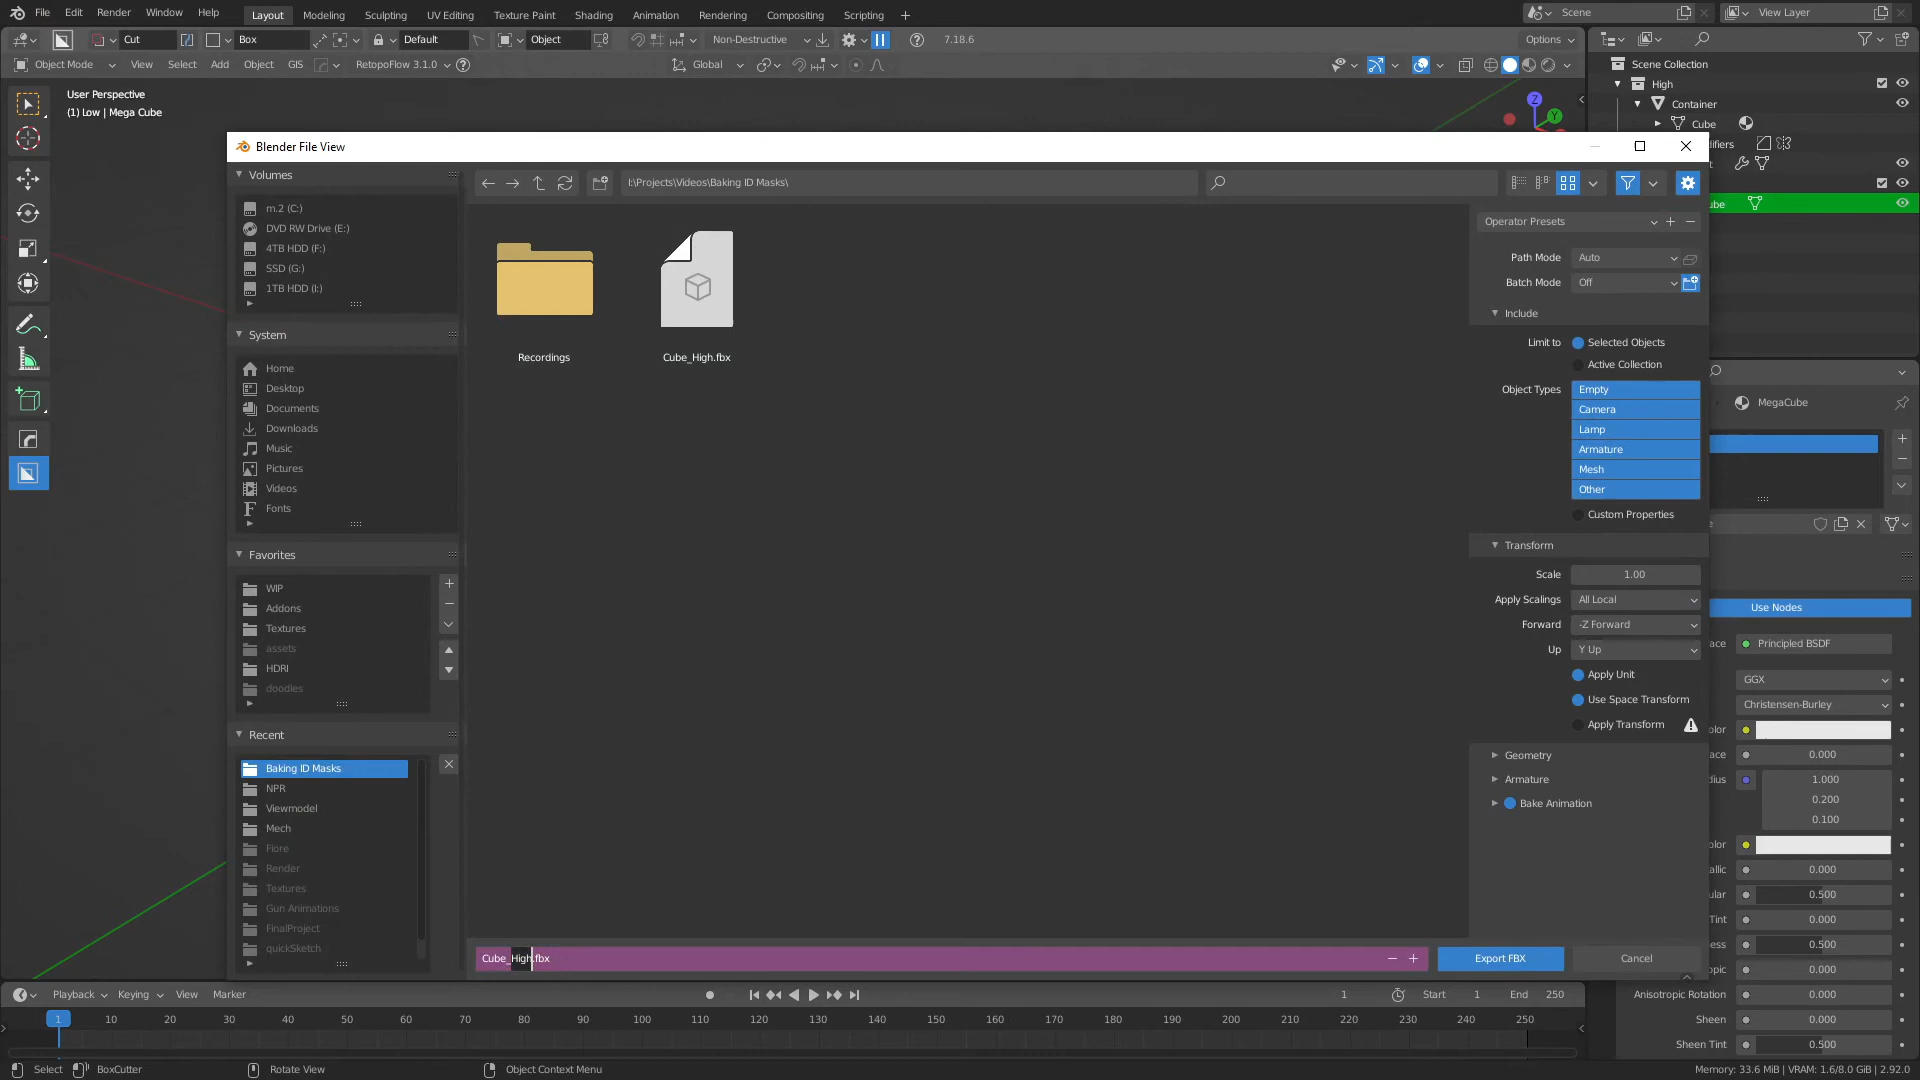 File Edit Render Window Help Layout Modeling Sculpting UV Editing Texture Paint Shading Animation Rendering Compositing Scripting + Scene View Layer
Cut Box Default Object Non-Destructive 7.18.6 Options
Object Mode View Select Add Object GIS RetopoFlow 3.1.0 Global
User Perspective
(1) Low | Mega Cube
Z
Y
Scene Collection
High
Container
Cube
ifiers
ube
Blender File View
Volumes
m.2 (C:)
DVD RW Drive (E:)
4TB HDD (F:)
SSD (G:)
1TB HDD (I:)
System
Home
Desktop
Documents
Downloads
Music
Pictures
Videos
Fonts
Favorites
WIP
Addons
Textures
assets
HDRI
doodles
Recent
Baking ID Masks
NPR
Viewmodel
Mech
Fiore
Render
Textures
Gun Animations
FinalProject
quickSketch
I:\Projects\Videos\Baking ID Masks\
Recordings
Cube_High.fbx
Operator Presets
Path Mode Auto
Batch Mode Off
Include
Limit to Selected Objects
Active Collection
Object Types Empty
Camera
Lamp
Armature
Mesh
Other
Custom Properties
Transform
Scale 1.00
Apply Scalings All Local
Forward -Z Forward
Up Y Up
Apply Unit
Use Space Transform
Apply Transform
Geometry
Armature
Bake Animation
Cube_High.fbx
Export FBX Cancel
MegaCube
Use Nodes
ace Principled BSDF
GGX
Christensen-Burley
olor
ace 0.000
dius 1.000
0.200
0.100
olor
allic 0.000
ular 0.500
Tint 0.000
ess 0.500
opic 0.000
Anisotropic Rotation 0.000
Sheen 0.000
Sheen Tint 0.500
Playback Keying View Marker 1 Start 1 End 250
1 10 20 30 40 50 60 70 80 90 100 110 120 130 140 150 160 170 180 190 200 210 220 230 240 250
Select BoxCutter Rotate View Object Context Menu Memory: 33.6 MiB | VRAM: 1.6/8.0 GiB | 2.92.0